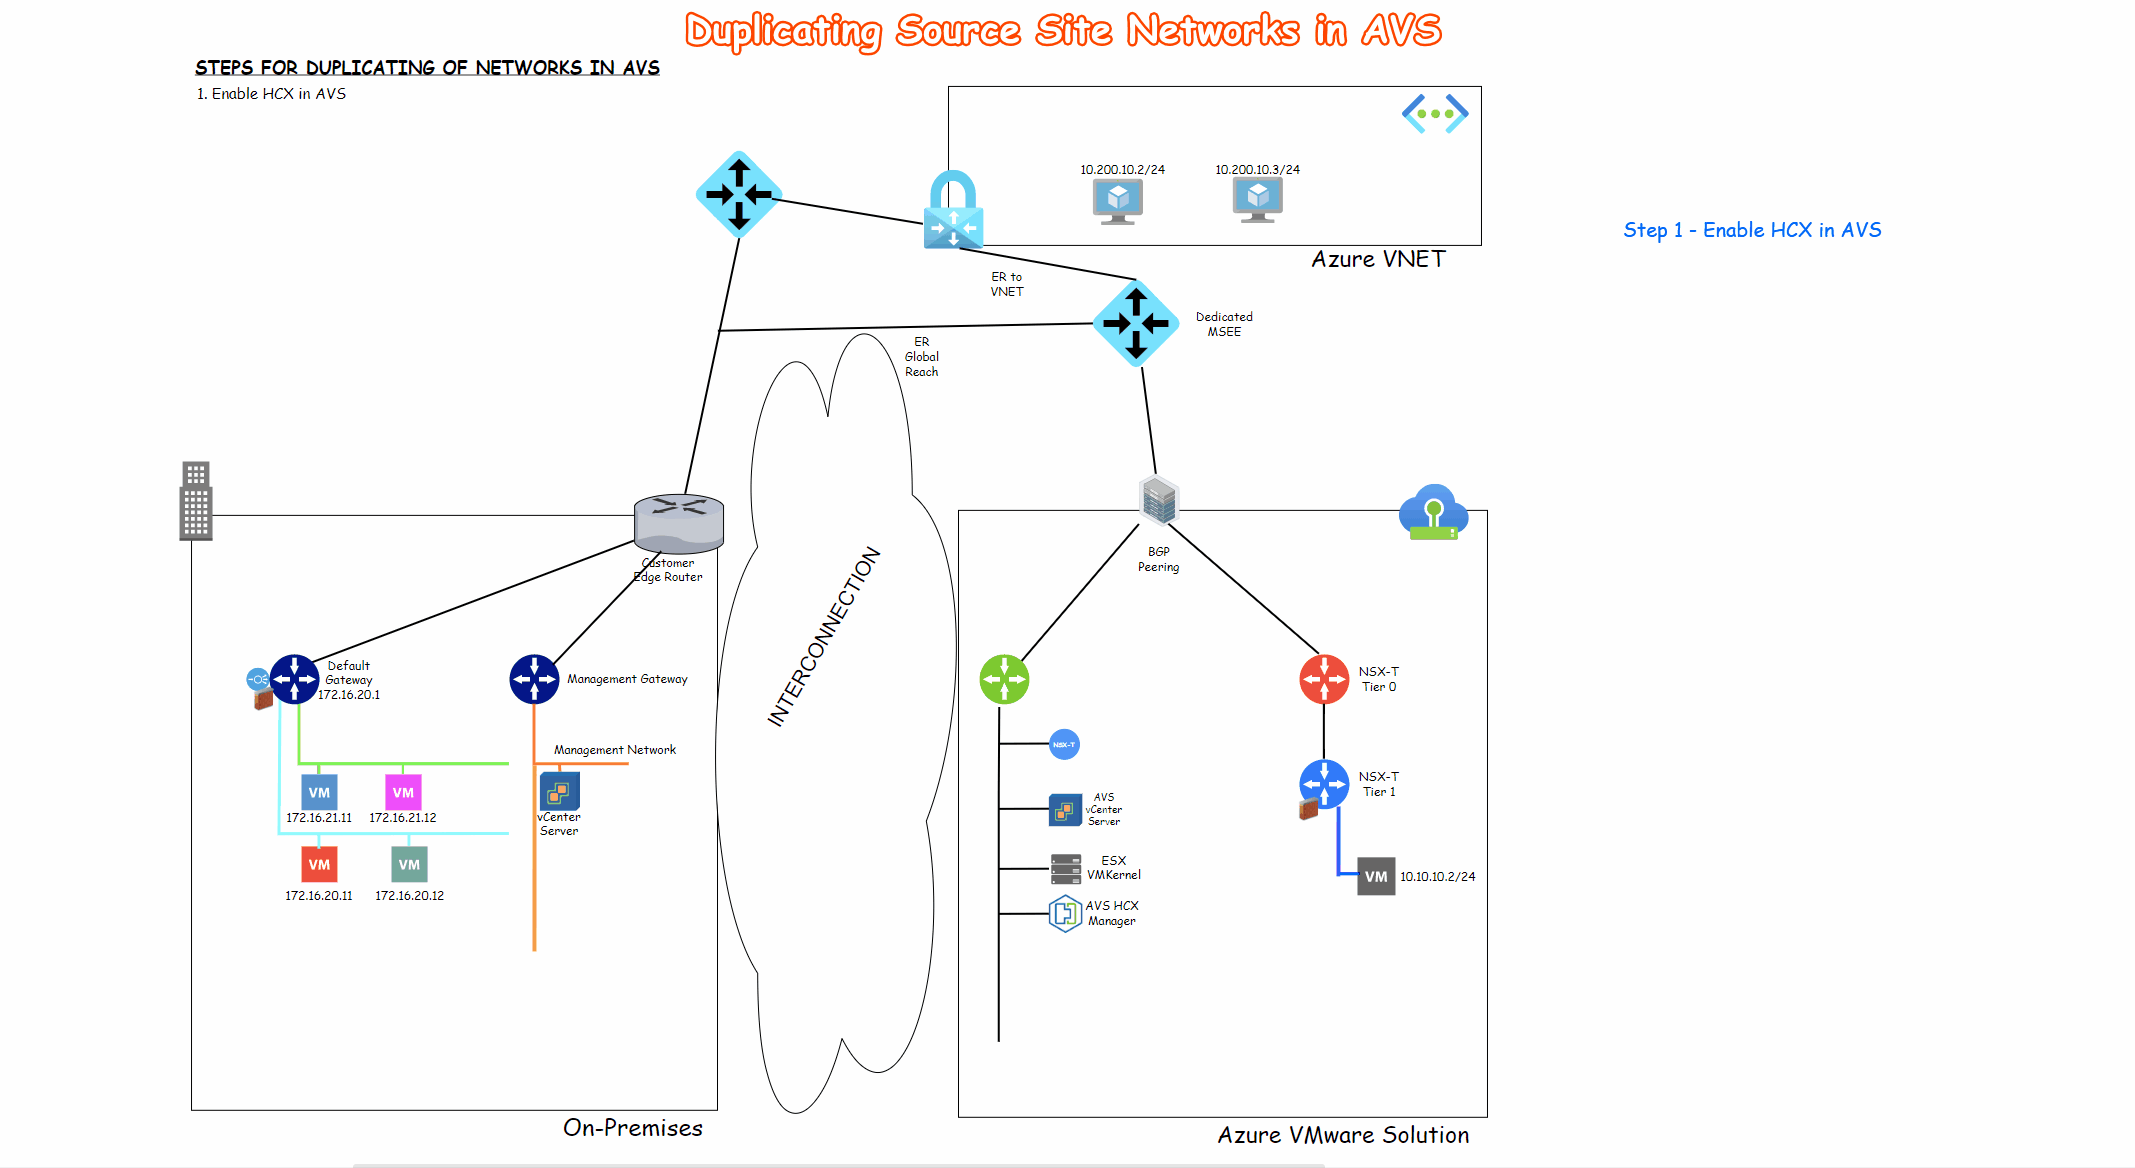 Duplicating Source Site Networks in AVS
STEPS FOR DUPLICATING OF NETWORKS IN AVS
1. Enable HCX in AVS
10.200.10.2/24
10.200.10.3/24
Step 1 - Enable HCX in AVS
Azure VNET
ER to
VNET
Dedicated
MSEE
ER
Global
Reach
Customer
Edge Router
INTERCONNECTION
BGP
Peering
Default
Gateway
172.16.20.1
Management Gateway
NSX-T
Tier 0
Management Network
NSX-T
NSX-T
Tier 1
VM
VM
172.16.21.11
172.16.21.12
vCenter
Server
AVS
vCenter
Server
VM
VM
172.16.20.11
172.16.20.12
ESX
VMKernel
VM
10.10.10.2/24
AVS HCX
Manager
On-Premises
Azure VMware Solution